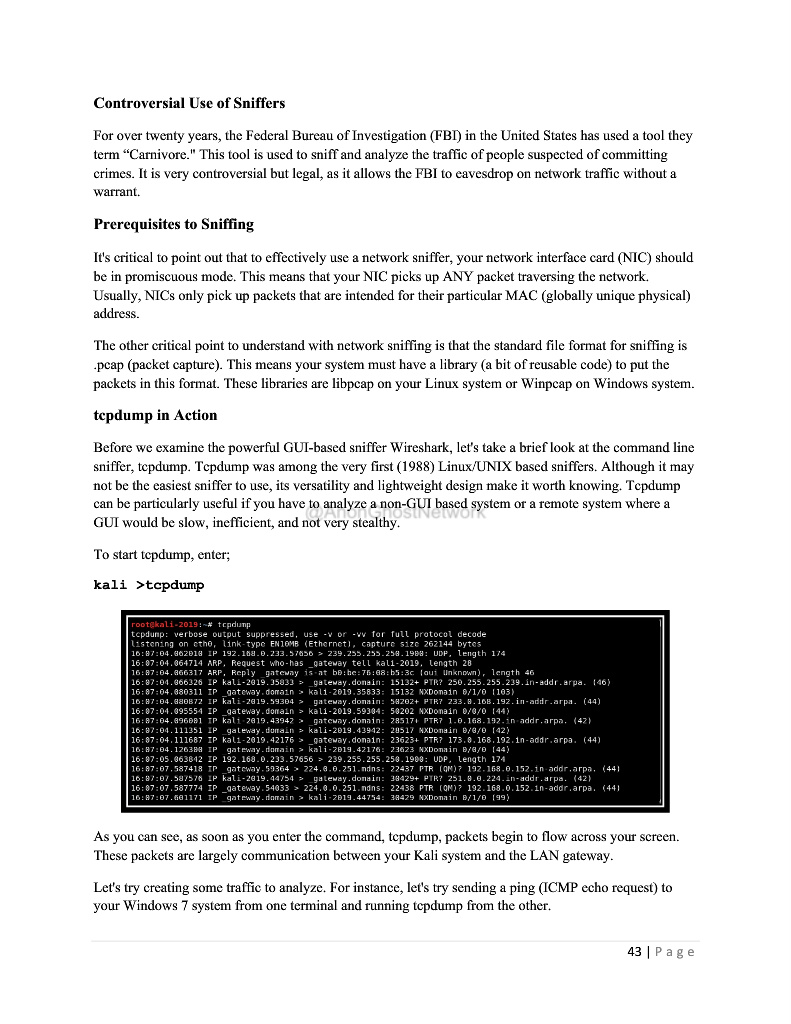 Controversial Use of Sniffers
For over twenty years, the Federal Bureau of Investigation (FBI) in the United States has used a tool they
term “Carnivore." This tool is used to sniff and analyze the traffic of people suspected of committing
crimes. It is very controversial but legal, as it allows the FBI to eavesdrop on network traffic without a
warrant.
Prerequisites to Sniffing
It's critical to point out that to effectively use a network sniffer, your network interface card (NIC) should
be in promiscuous mode. This means that your NIC picks up ANY packet traversing the network.
Usually, NICs only pick up packets that are intended for their particular MAC (globally unique physical)
address.
The other critical point to understand with network sniffing is that the standard file format for sniffing is
.pcap (packet capture). This means your system must have a library (a bit of reusable code) to put the
packets in this format. These libraries are libpcap on your Linux system or Winpcap on Windows system.
tcpdump in Action
Before we examine the powerful GUI-based sniffer Wireshark, let's take a brief look at the command line
sniffer, tcpdump. Tcpdump was among the very first (1988) Linux/UNIX based sniffers. Although it may
not be the easiest sniffer to use, its versatility and lightweight design make it worth knowing. Tcpdump
can be particularly useful if you have to analyze a non-GUI based system or a remote system where a
@AnonGhostNetwork
GUI would be slow, inefficient, and not very stealthy.
To start tcpdump, enter;
kali >tcpdump
root@kali-2019:~# tcpdump
tcpdump: verbose output suppressed, use -v or -vv for full protocol decode
listening on eth0, link-type EN10MB (Ethernet), capture size 262144 bytes
16:07:04.062010 IP 192.168.0.233.57656 > 239.255.255.250.1900: UDP, length 174
16:07:04.064714 ARP, Request who-has _gateway tell kali-2019, length 28
16:07:04.066317 ARP, Reply _gateway is-at b0:be:76:08:b5:3c (oui Unknown), length 46
16:07:04.066326 IP kali-2019.35033 > _gateway.domain: 15132+ PTR? 250.255.255.239.in-addr.arpa. (46)
16:07:04.080311 IP _gateway.domain > kali-2019.35033: 15132 NXDomain 0/1/0 (103)
16:07:04.080872 IP kali-2019.59304 > _gateway.domain: 50202+ PTR? 233.0.168.192.in-addr.arpa. (44)
16:07:04.095554 IP _gateway.domain > kali-2019.59304: 50202 NXDomain 0/0/0 (44)
16:07:04.096001 IP kali-2019.43942 > _gateway.domain: 28517+ PTR? 1.0.168.192.in-addr.arpa. (42)
16:07:04.111351 IP _gateway.domain > kali-2019.43942: 28517 NXDomain 0/0/0 (42)
16:07:04.111607 IP kali-2019.42176 > _gateway.domain: 23623+ PTR? 173.0.168.192.in-addr.arpa. (44)
16:07:04.126300 IP _gateway.domain > kali-2019.42176: 23623 NXDomain 0/0/0 (44)
16:07:05.063842 IP 192.168.0.233.57656 > 239.255.255.250.1900: UDP, length 174
16:07:07.587418 IP _gateway.59364 > 224.0.0.251.mdns: 22437 PTR (QM)? 192.168.0.152.in-addr.arpa. (44)
16:07:07.587576 IP kali-2019.44754 > _gateway.domain: 30429+ PTR? 251.0.0.224.in-addr.arpa. (42)
16:07:07.587774 IP _gateway.54033 > 224.0.0.251.mdns: 22438 PTR (QM)? 192.168.0.152.in-addr.arpa. (44)
16:07:07.601171 IP _gateway.domain > kali-2019.44754: 30429 NXDomain 0/1/0 (99)
As you can see, as soon as you enter the command, tcpdump, packets begin to flow across your screen.
These packets are largely communication between your Kali system and the LAN gateway.
Let's try creating some traffic to analyze. For instance, let's try sending a ping (ICMP echo request) to
your Windows 7 system from one terminal and running tcpdump from the other.
43 | Page